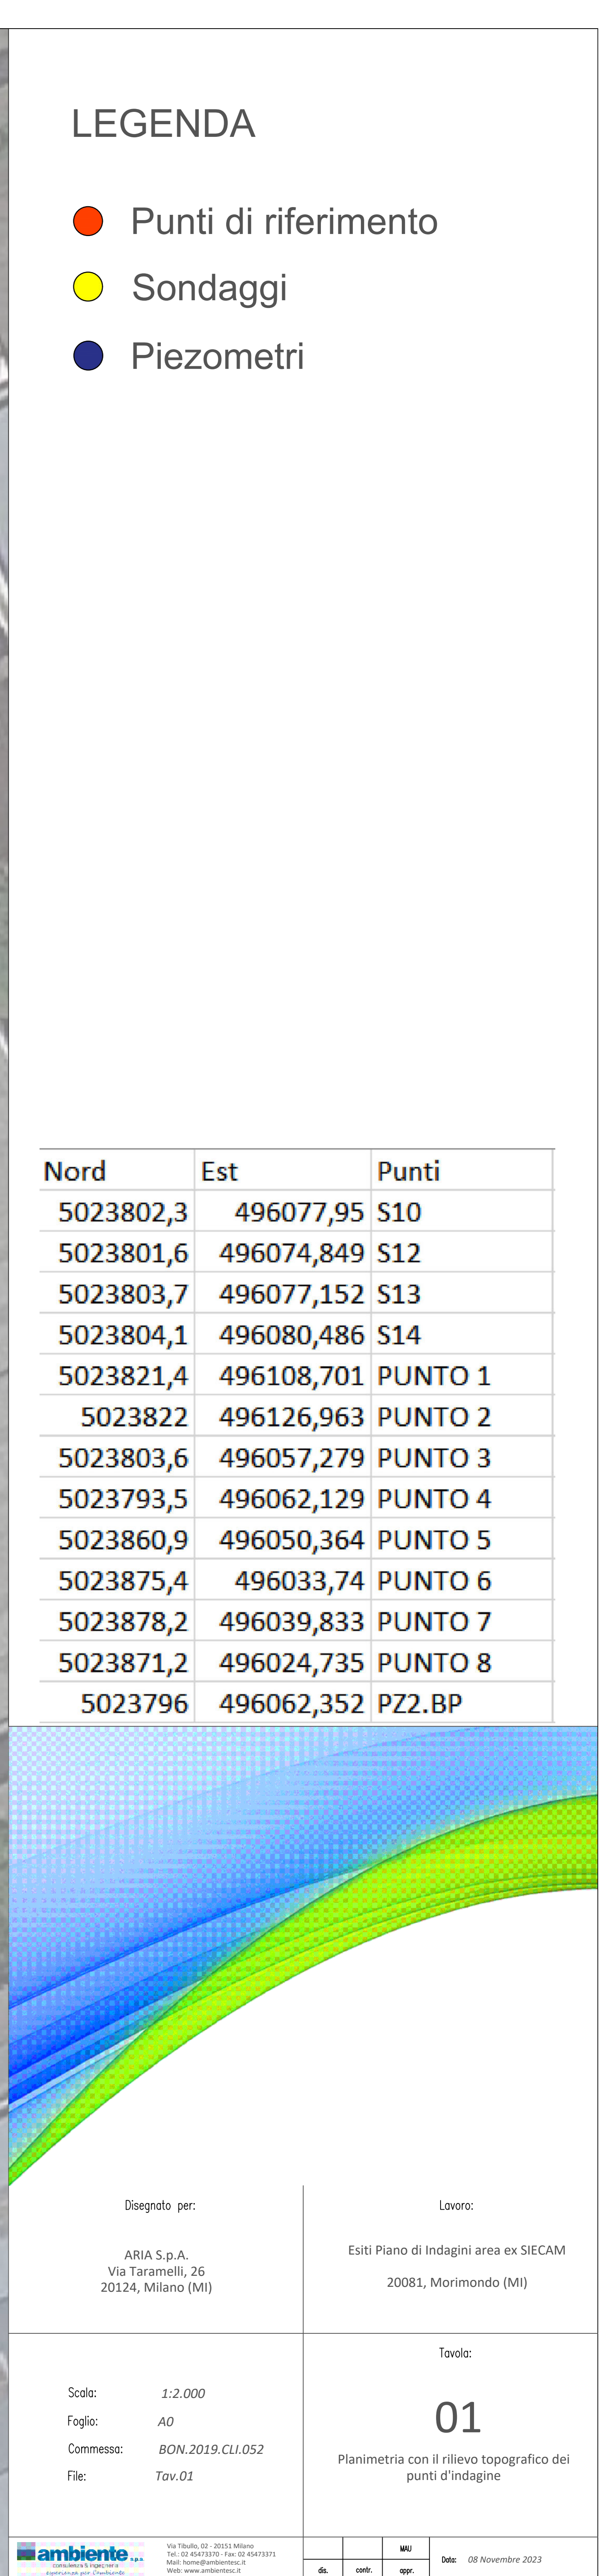 LEGENDA
Punti di riferimento
Sondaggi
Piezometri
Nord Est Punti
5023802,3 496077,95 S10
5023801,6 496074,849 S12
5023803,7 496077,152 S13
5023804,1 496080,486 S14
5023821,4 496108,701 PUNTO 1
5023822 496126,963 PUNTO 2
5023803,6 496057,279 PUNTO 3
5023793,5 496062,129 PUNTO 4
5023860,9 496050,364 PUNTO 5
5023875,4 496033,74 PUNTO 6
5023878,2 496039,833 PUNTO 7
5023871,2 496024,735 PUNTO 8
5023796 496062,352 PZ2.BP
Disegnato per:
ARIA S.p.A.
Via Taramelli, 26
20124, Milano (MI)
Lavoro:
Esiti Piano di Indagini area ex SIECAM
20081, Morimondo (MI)
Scala: 1:2.000
Foglio: A0
Commessa: BON.2019.CLI.052
File: Tav.01
Tavola:
01
Planimetria con il rilievo topografico dei
punti d'indagine
ambiente s.p.a.
consulenza & ingegneria
esperienza per l'ambiente
Via Tibullo, 02 - 20151 Milano
Tel.: 02 45473370 - Fax: 02 45473371
Mail: home@ambientesc.it
Web: www.ambientesc.it
MAU
dis. contr. appr.
Data: 08 Novembre 2023